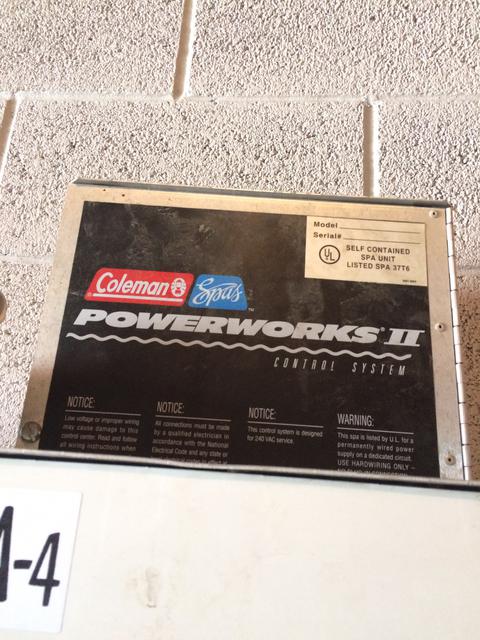 Model
Serial#
UL
SELF CONTAINED
SPA UNIT
LISTED SPA 37T6
Coleman Spas TM
POWERWORKS II
CONTROL SYSTEM
NOTICE:
Low voltage or improper wiring
may cause damage to this
control center. Read and follow
all wiring instructions when
NOTICE:
All connections must be made
by a qualified electrician in
accordance with the National
Electrical Code and any state or
NOTICE:
This control system is designed
for 240 VAC service.
WARNING:
This spa is listed by U.L. for a
permanently wired power
supply on a dedicated circuit.
USE HARDWIRING ONLY –
-4